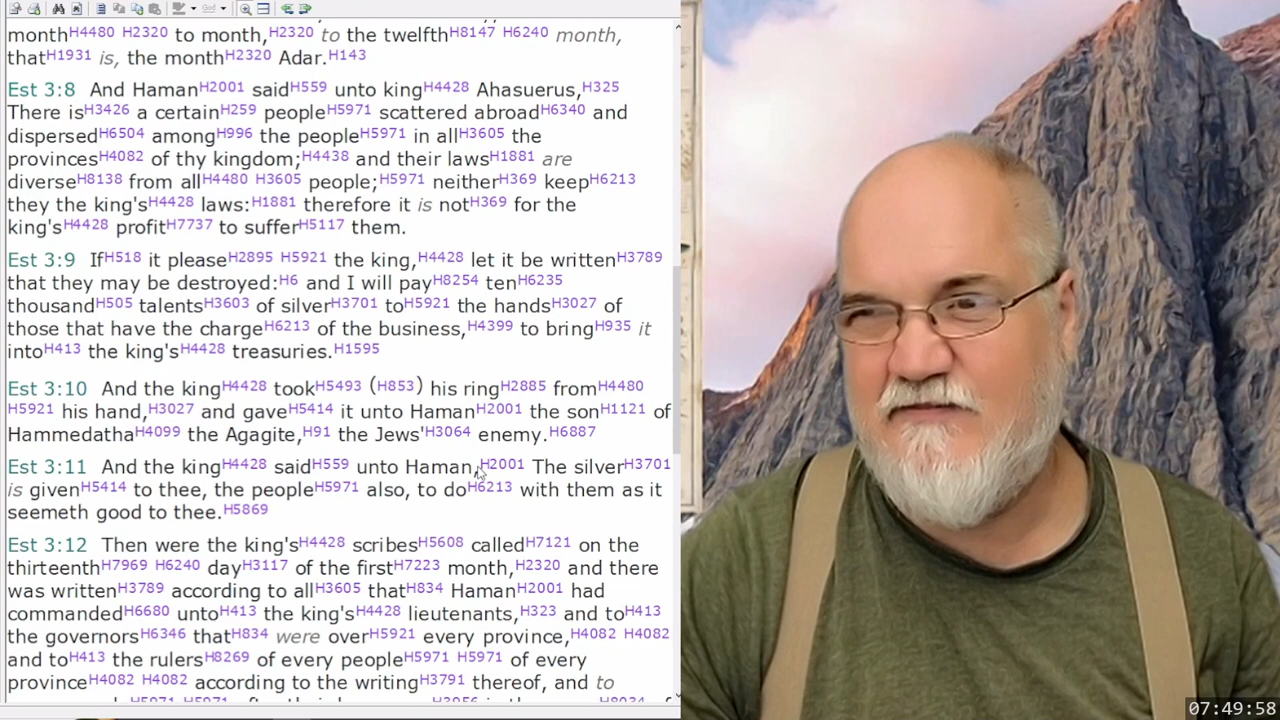 monthH4480 H2320 to month,H2320 to the twelfthH8147 H6240 month,
thatH1931 is, the monthH2320 Adar.H143
Est 3:8 And HamanH2001 saidH559 unto kingH4428 Ahasuerus,H325
There isH3426 a certainH259 peopleH5971 scattered abroadH6340 and
dispersedH6504 amongH996 the peopleH5971 in allH3605 the
provincesH4082 of thy kingdom;H4438 and their lawsH1881 are
diverseH8138 from allH4480 H3605 people;H5971 neitherH369 keepH6213
they the king'sH4428 laws:H1881 therefore it is notH369 for the
king'sH4428 profitH7737 to sufferH5117 them.
Est 3:9 IfH518 it pleaseH2895 H5921 the king,H4428 let it be writtenH3789
that they may be destroyed:H6 and I will payH8254 tenH6235
thousandH505 talentsH3603 of silverH3701 toH5921 the handsH3027 of
those that have the chargeH6213 of the business,H4399 to bringH935 it
intoH413 the king'sH4428 treasuries.H1595
Est 3:10 And the kingH4428 tookH5493 (H853) his ringH2885 fromH4480
H5921 his hand,H3027 and gaveH5414 it unto HamanH2001 the sonH1121 of
HammedathaH4099 the Agagite,H91 the Jews'H3064 enemy.H6887
Est 3:11 And the kingH4428 saidH559 unto Haman,H2001 The silverH3701
is givenH5414 to thee, the peopleH5971 also, to doH6213 with them as it
seemeth good to thee.H5869
Est 3:12 Then were the king'sH4428 scribesH5608 calledH7121 on the
thirteenthH7969 H6240 dayH3117 of the firstH7223 month,H2320 and there
was writtenH3789 according to allH3605 thatH834 HamanH2001 had
commandedH6680 untoH413 the king'sH4428 lieutenants,H323 and toH413
the governorsH6346 thatH834 were overH5921 every province,H4082 H4082
and toH413 the rulersH8269 of every peopleH5971 H5971 of every
provinceH4082 H4082 according to the writingH3791 thereof, and to
07:49:58